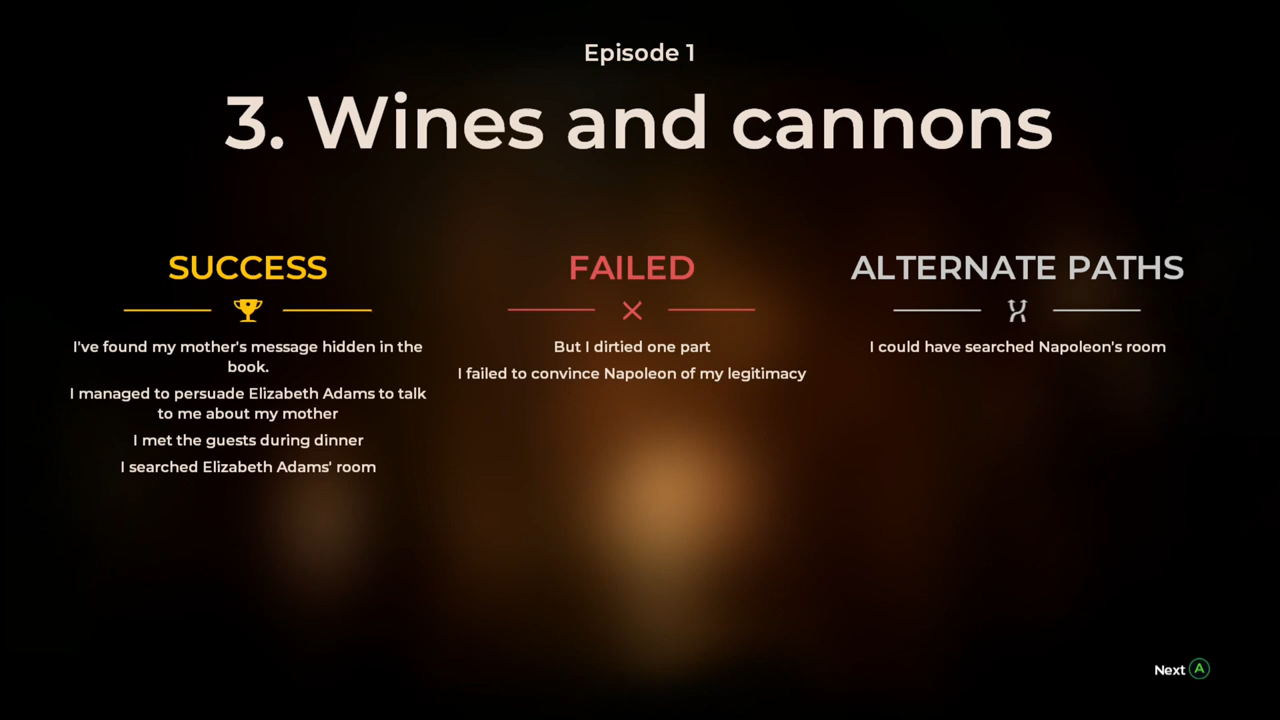 Episode 1
3. Wines and cannons
SUCCESS
I've found my mother's message hidden in the
book.
I managed to persuade Elizabeth Adams to talk
to me about my mother
I met the guests during dinner
I searched Elizabeth Adams' room
FAILED
But I dirtied one part
I failed to convince Napoleon of my legitimacy
ALTERNATE PATHS
I could have searched Napoleon's room
Next A